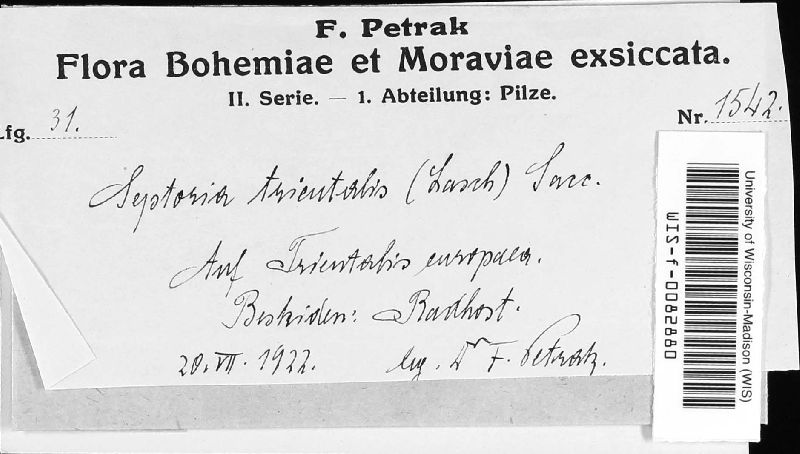 F. Petrak
Flora Bohemiae et Moraviae exsiccata.
II. Serie. — 1. Abteilung: Pilze.
Lfg. 31.
Nr. 1542.
Septoria trientalis (Lasch) Sacc.
Auf Trientalis europaea.
Beskiden: Radhost.
20. VII. 1922.
leg. Dr F. Petrak.
University of Wisconsin-Madison (WIS)
WIS-f-0082880